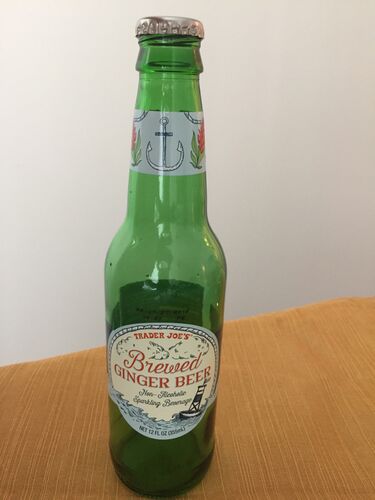 TRADER JOE'S
Brewed
GINGER BEER
Non-Alcoholic
Sparkling Beverage
NET 12 FL OZ (355mL)